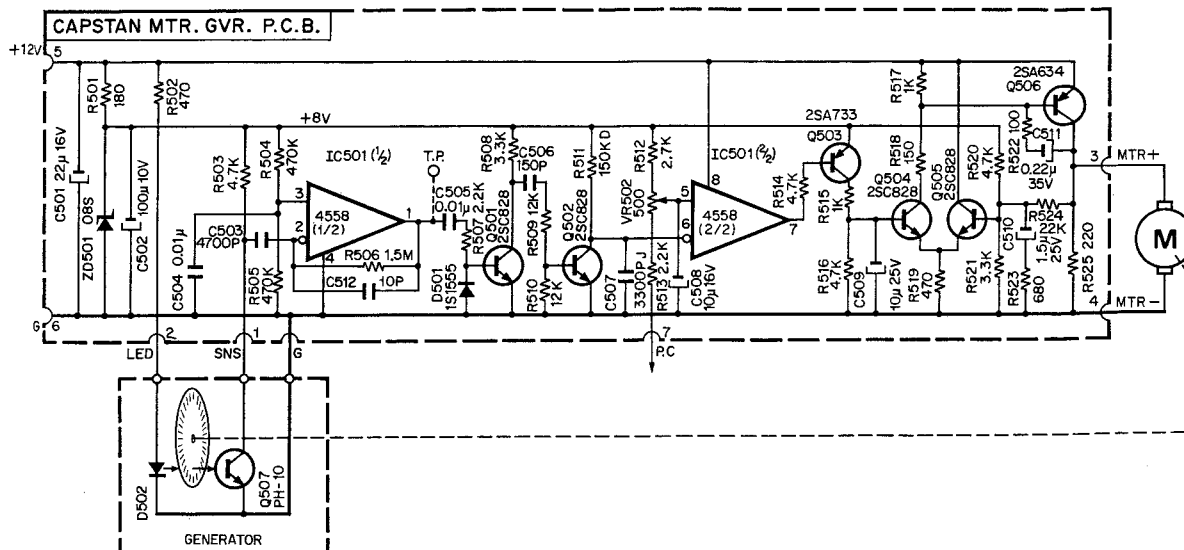 CAPSTAN MTR. GVR. P.C.B.
+12V 5
R501
180
R502
470
2SA634
Q506
+8V
R517
1K
2SA733
Q503
C501 22μ 16V
ZD501 08S
C502 100μ 10V
R503
4.7K
R504
470K
IC501 (1/2)
T.P.
R508
3.3K
C506
150P
R511
150KD
R512
2.7K
IC501 (2/2)
R518
150
R520
4.7K
R522 100
C511
0.22μ
35V
3 MTR+
3
2
4558
(1/2)
1
4
C505
0.01μ
R507 2.2K
Q501
2SC828
R509 12K
Q502
2SC828
VR502
500
5
6
8
4558
(2/2)
7
R514
4.7K
R515
1K
Q504
2SC828
Q505
2SC828
C503
4700P
C504 0.01μ
R505
470K
R506 1,5M
C512
10P
D501
1S1555
R510
12K
C507
3300PJ
R513 2.2K
C508
10μ16V
R516
4.7K
C509
10μ 25V
R519
470
R521
3.3K
C510
1.5μ
25V
R523
680
R524
22K
R525 220
M
G 6
4 MTR-
LED 2
SNS 1
G
7
P.C
D502
Q507
PH-10
GENERATOR